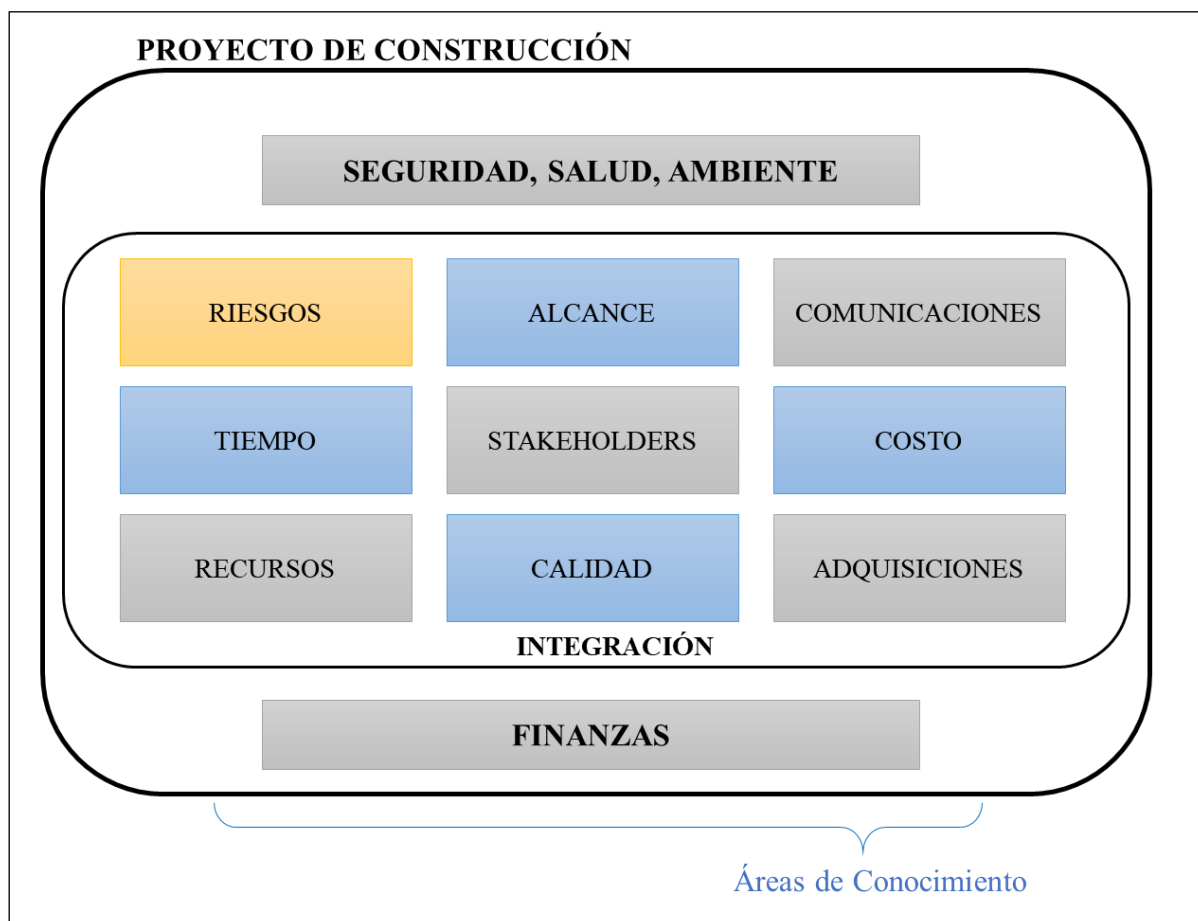 PROYECTO DE CONSTRUCCIÓN
SEGURIDAD, SALUD, AMBIENTE
RIESGOS
ALCANCE
COMUNICACIONES
TIEMPO
STAKEHOLDERS
COSTO
RECURSOS
CALIDAD
ADQUISICIONES
INTEGRACIÓN
FINANZAS
Áreas de Conocimiento